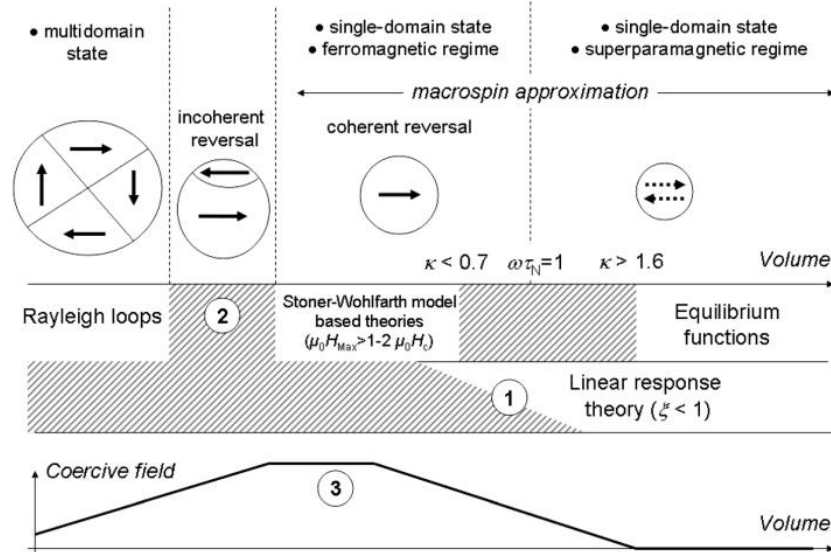 • multidomain
state
• single-domain state
• ferromagnetic regime
• single-domain state
• superparamagnetic regime
macrospin approximation
incoherent
reversal
coherent reversal
κ < 0.7
ωτN=1
κ > 1.6
Volume
Rayleigh loops
2
Stoner-Wohlfarth model
based theories
(μ0HMax>1-2 μ0Hc)
Equilibrium
functions
1
Linear response
theory (ξ < 1)
Coercive field
3
Volume